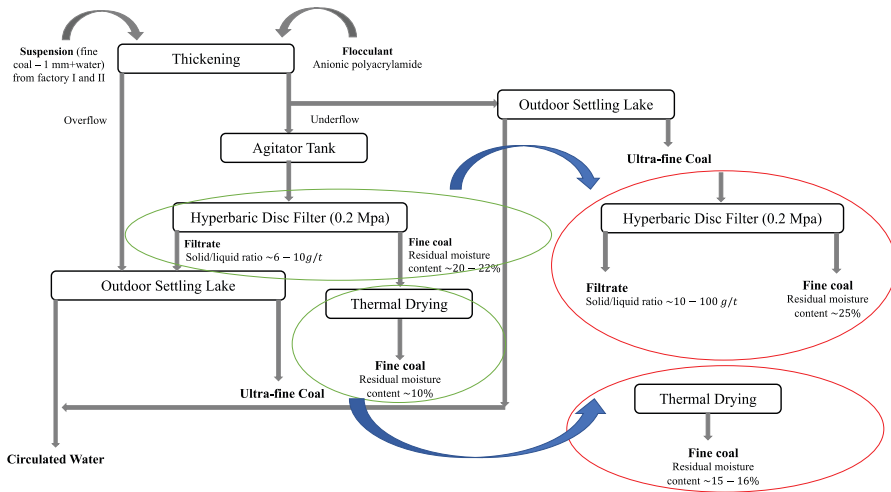 Suspension (fine
coal – 1 mm+water)
from factory I and II
Thickening
Flocculant
Anionic polyacrylamide
Overflow
Underflow
Outdoor Settling Lake
Agitator Tank
Ultra-fine Coal
Hyperbaric Disc Filter (0.2 Mpa)
Filtrate
Solid/liquid ratio ~6 − 10g/t
Fine coal
Residual moisture
content ~20 − 22%
Hyperbaric Disc Filter (0.2 Mpa)
Filtrate
Solid/liquid ratio ~10 − 100 g/t
Fine coal
Residual moisture
content ~25%
Outdoor Settling Lake
Thermal Drying
Fine coal
Residual moisture
content ~10%
Ultra-fine Coal
Thermal Drying
Fine coal
Residual moisture
content ~15 − 16%
Circulated Water